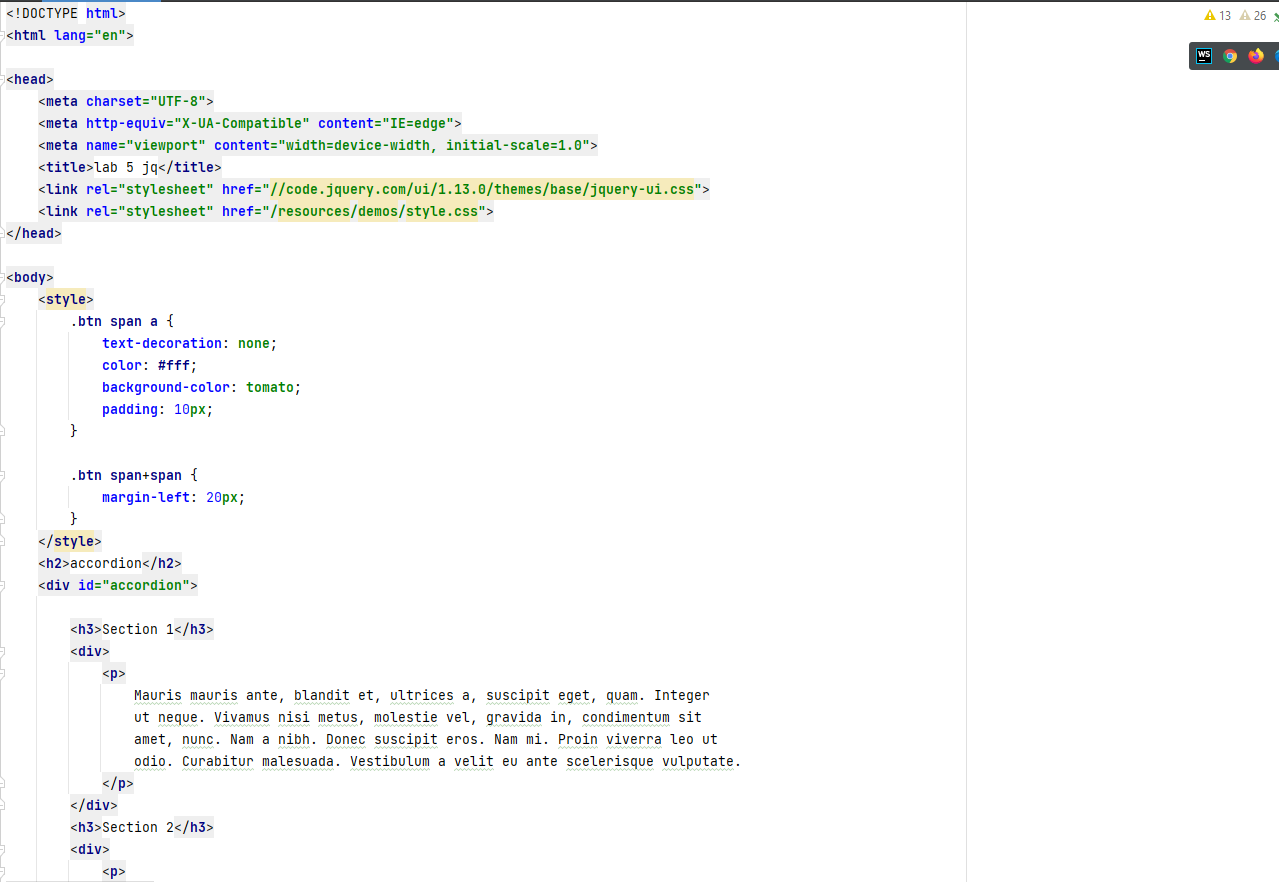 <!DOCTYPE html>
<html lang="en">
<head>
<meta charset="UTF-8">
<meta http-equiv="X-UA-Compatible" content="IE=edge">
<meta name="viewport" content="width=device-width, initial-scale=1.0">
<title>lab 5 jq</title>
<link rel="stylesheet" href="//code.jquery.com/ui/1.13.0/themes/base/jquery-ui.css">
<link rel="stylesheet" href="/resources/demos/style.css">
</head>
<body>
<style>
.btn span a {
text-decoration: none;
color: #fff;
background-color: tomato;
padding: 10px;
}
.btn span+span {
margin-left: 20px;
}
</style>
<h2>accordion</h2>
<div id="accordion">
<h3>Section 1</h3>
<div>
<p>
Mauris mauris ante, blandit et, ultrices a, suscipit eget, quam. Integer
ut neque. Vivamus nisi metus, molestie vel, gravida in, condimentum sit
amet, nunc. Nam a nibh. Donec suscipit eros. Nam mi. Proin viverra leo ut
odio. Curabitur malesuada. Vestibulum a velit eu ante scelerisque vulputate.
</p>
</div>
<h3>Section 2</h3>
<div>
<p>
13 26
WS